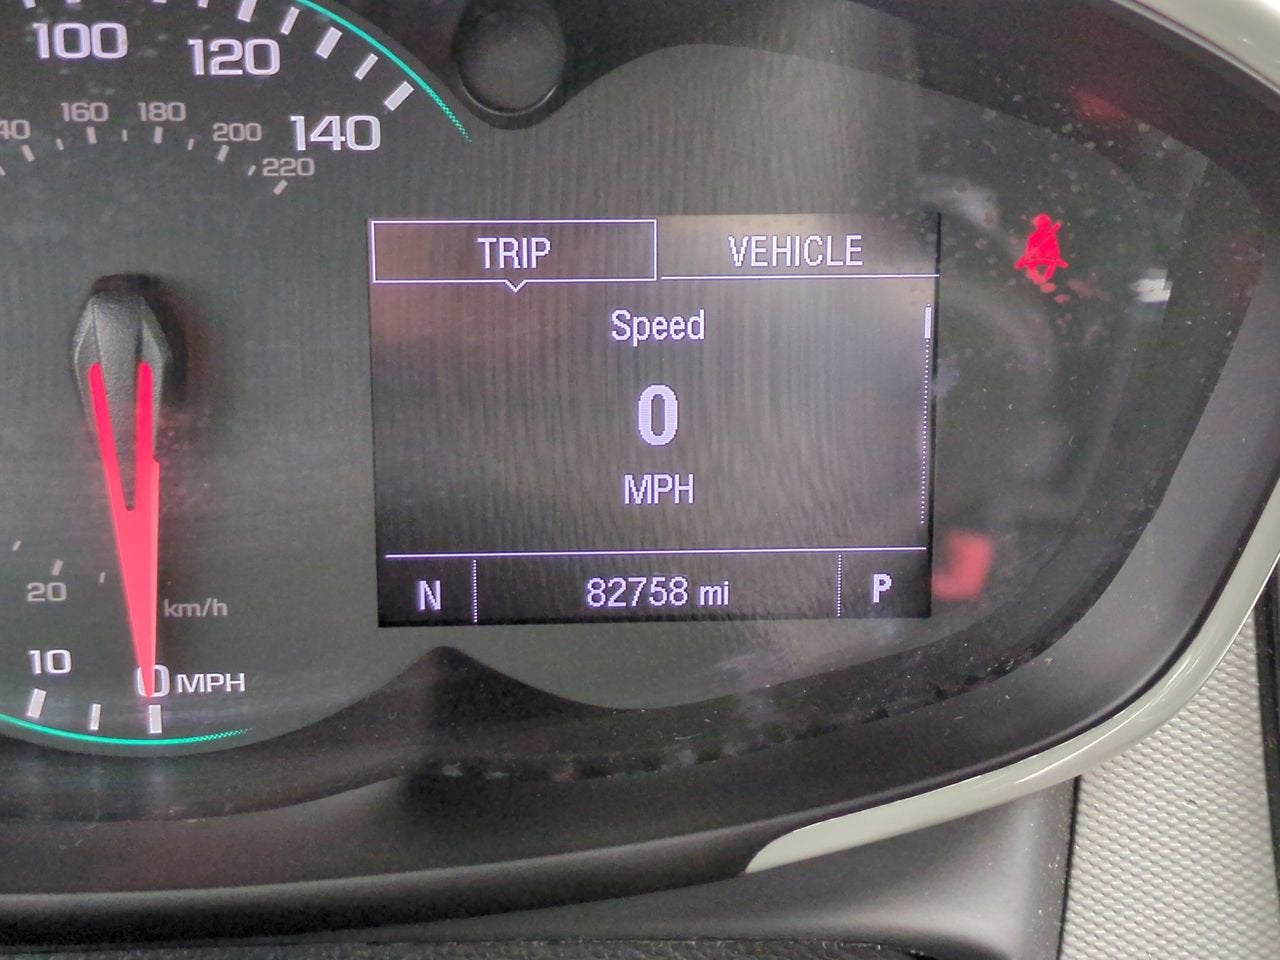 100 120 140
40 160 180 200 220
TRIP VEHICLE
Speed
0
MPH
N 82758 mi P
20 km/h
10 0 MPH